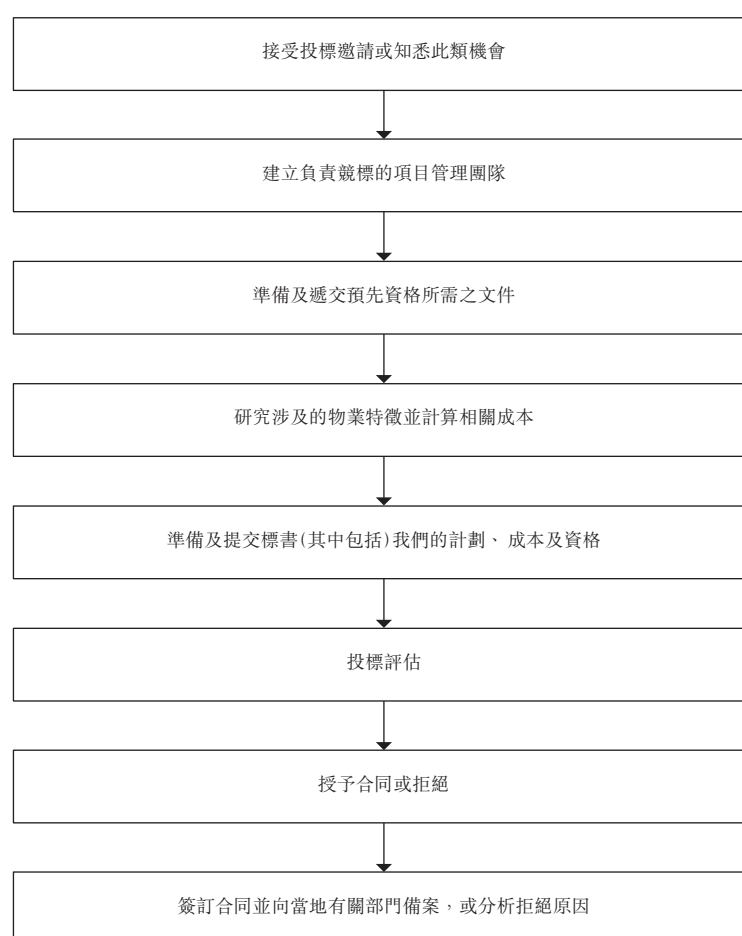 接受投標邀請或知悉此類機會
建立負責競標的項目管理團隊
準備及遞交預先資格所需之文件
研究涉及的物業特徵並計算相關成本
準備及提交標書(其中包括)我們的計劃、成本及資格
投標評估
授予合同或拒絕
簽訂合同並向當地有關部門備案，或分析拒絕原因